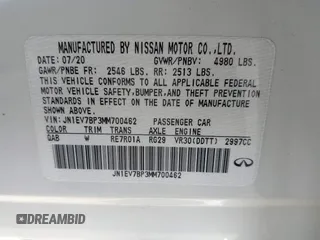 MANUFACTURED BY NISSAN MOTOR CO.,LTD.
DATE: 07/20 GVWR/PNBV: 4980 LBS.
GAWR/PNBE FR: 2546 LBS. RR: 2513 LBS.
THIS VEHICLE CONFORMS TO ALL APPLICABLE FEDERAL
MOTOR VEHICLE SAFETY, BUMPER, AND THEFT
PREVENTION STANDARDS IN EFFECT ON THE DATE OF
MANUFACTURE SHOWN ABOVE.
V.I.N: JN1EV7BP3MM700462 PASSENGER CAR
COLOR TRIM TRANS AXLE ENGINE
QAB W RE7R01A RG29 VR30(DDTT) 2997CC
JN1EV7BP3MM700462
DREAMBID